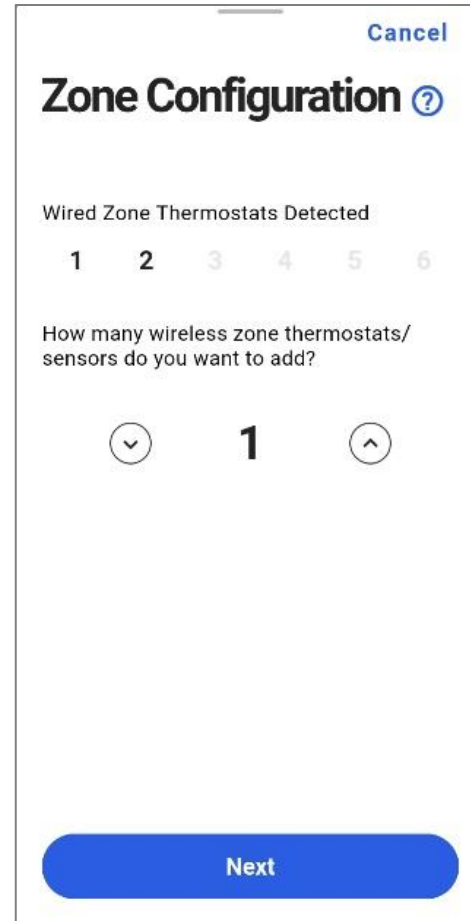 Cancel
Zone Configuration ?
Wired Zone Thermostats Detected
1 2 3 4 5 6
How many wireless zone thermostats/
sensors do you want to add?
1
Next